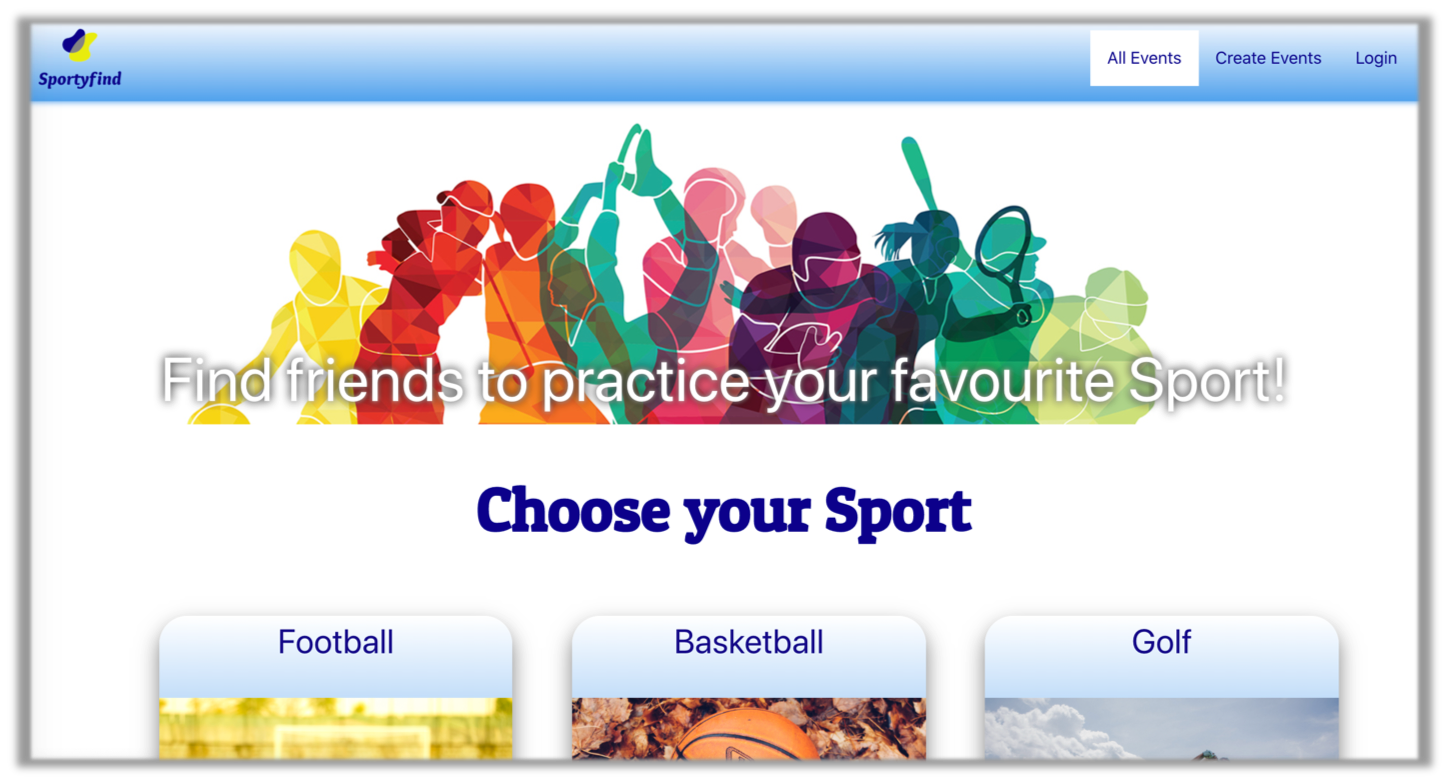 Sportyfind
All Events
Create Events
Login
Find friends to practice your favourite Sport!
Choose your Sport
Football
Basketball
Golf